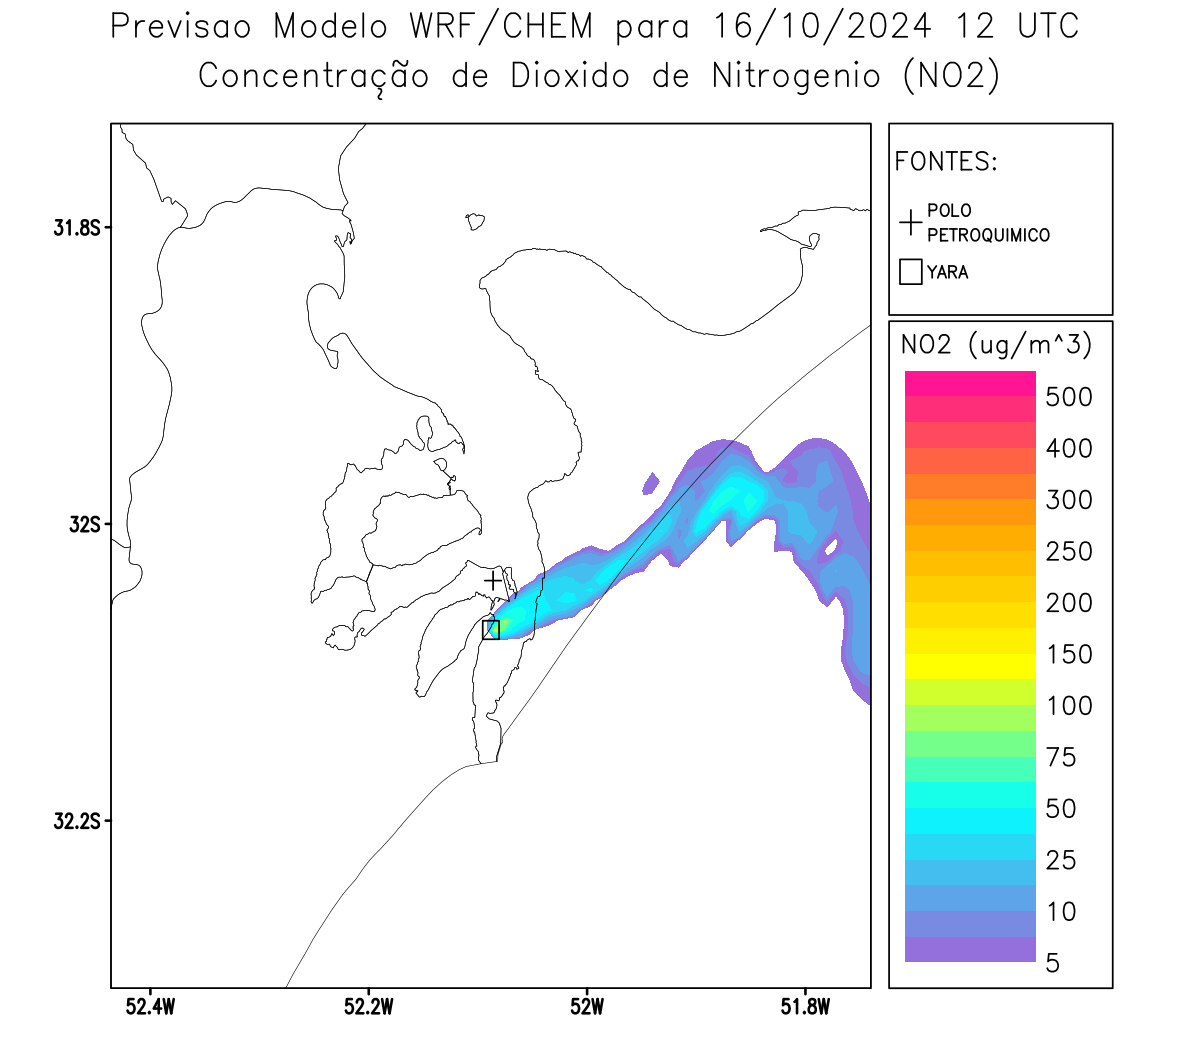 Previsao Modelo WRF/CHEM para 16/10/2024 12 UTC
Concentração de Dioxido de Nitrogenio (NO2)
FONTES:
POLO
PETROQUIMICO
YARA
NO2 (ug/m^3)
500
400
300
250
200
150
100
75
50
25
10
5
31.8S
32S
32.2S
52.4W
52.2W
52W
51.8W